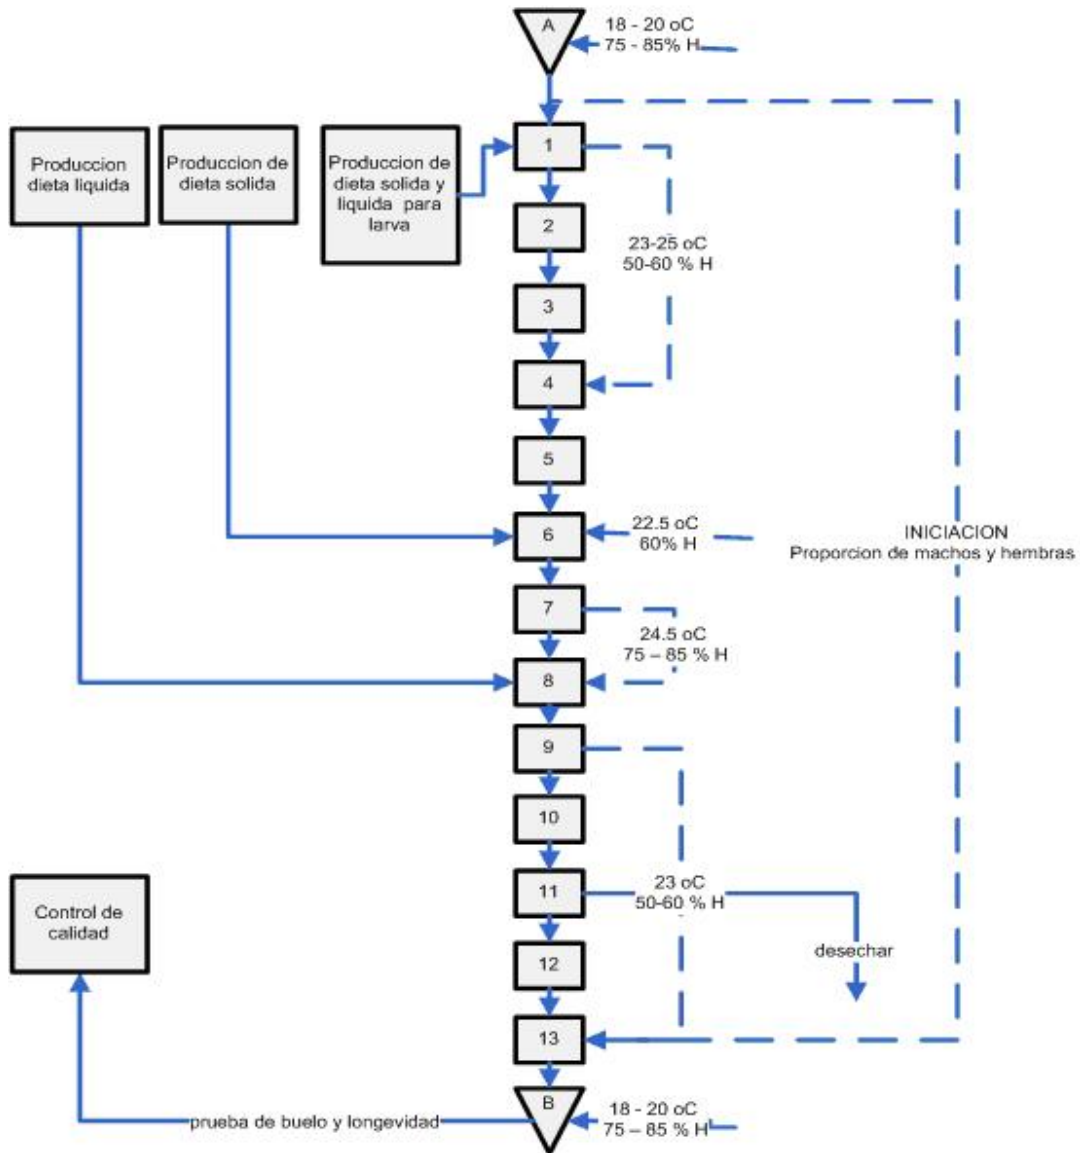 A
18 - 20 oC
75 - 85% H
Produccion
dieta liquida
Produccion de
dieta solida
Produccion de
dieta solida y
liquida para
larva
1
2
23-25 oC
50-60 % H
3
4
5
6
22.5 oC
60% H
INICIACION
Proporcion de machos y hembras
7
24.5 oC
75 – 85 % H
8
9
10
11
23 oC
50-60 % H
desechar
Control de
calidad
12
13
B
prueba de buelo y longevidad
18 - 20 oC
75 – 85 % H